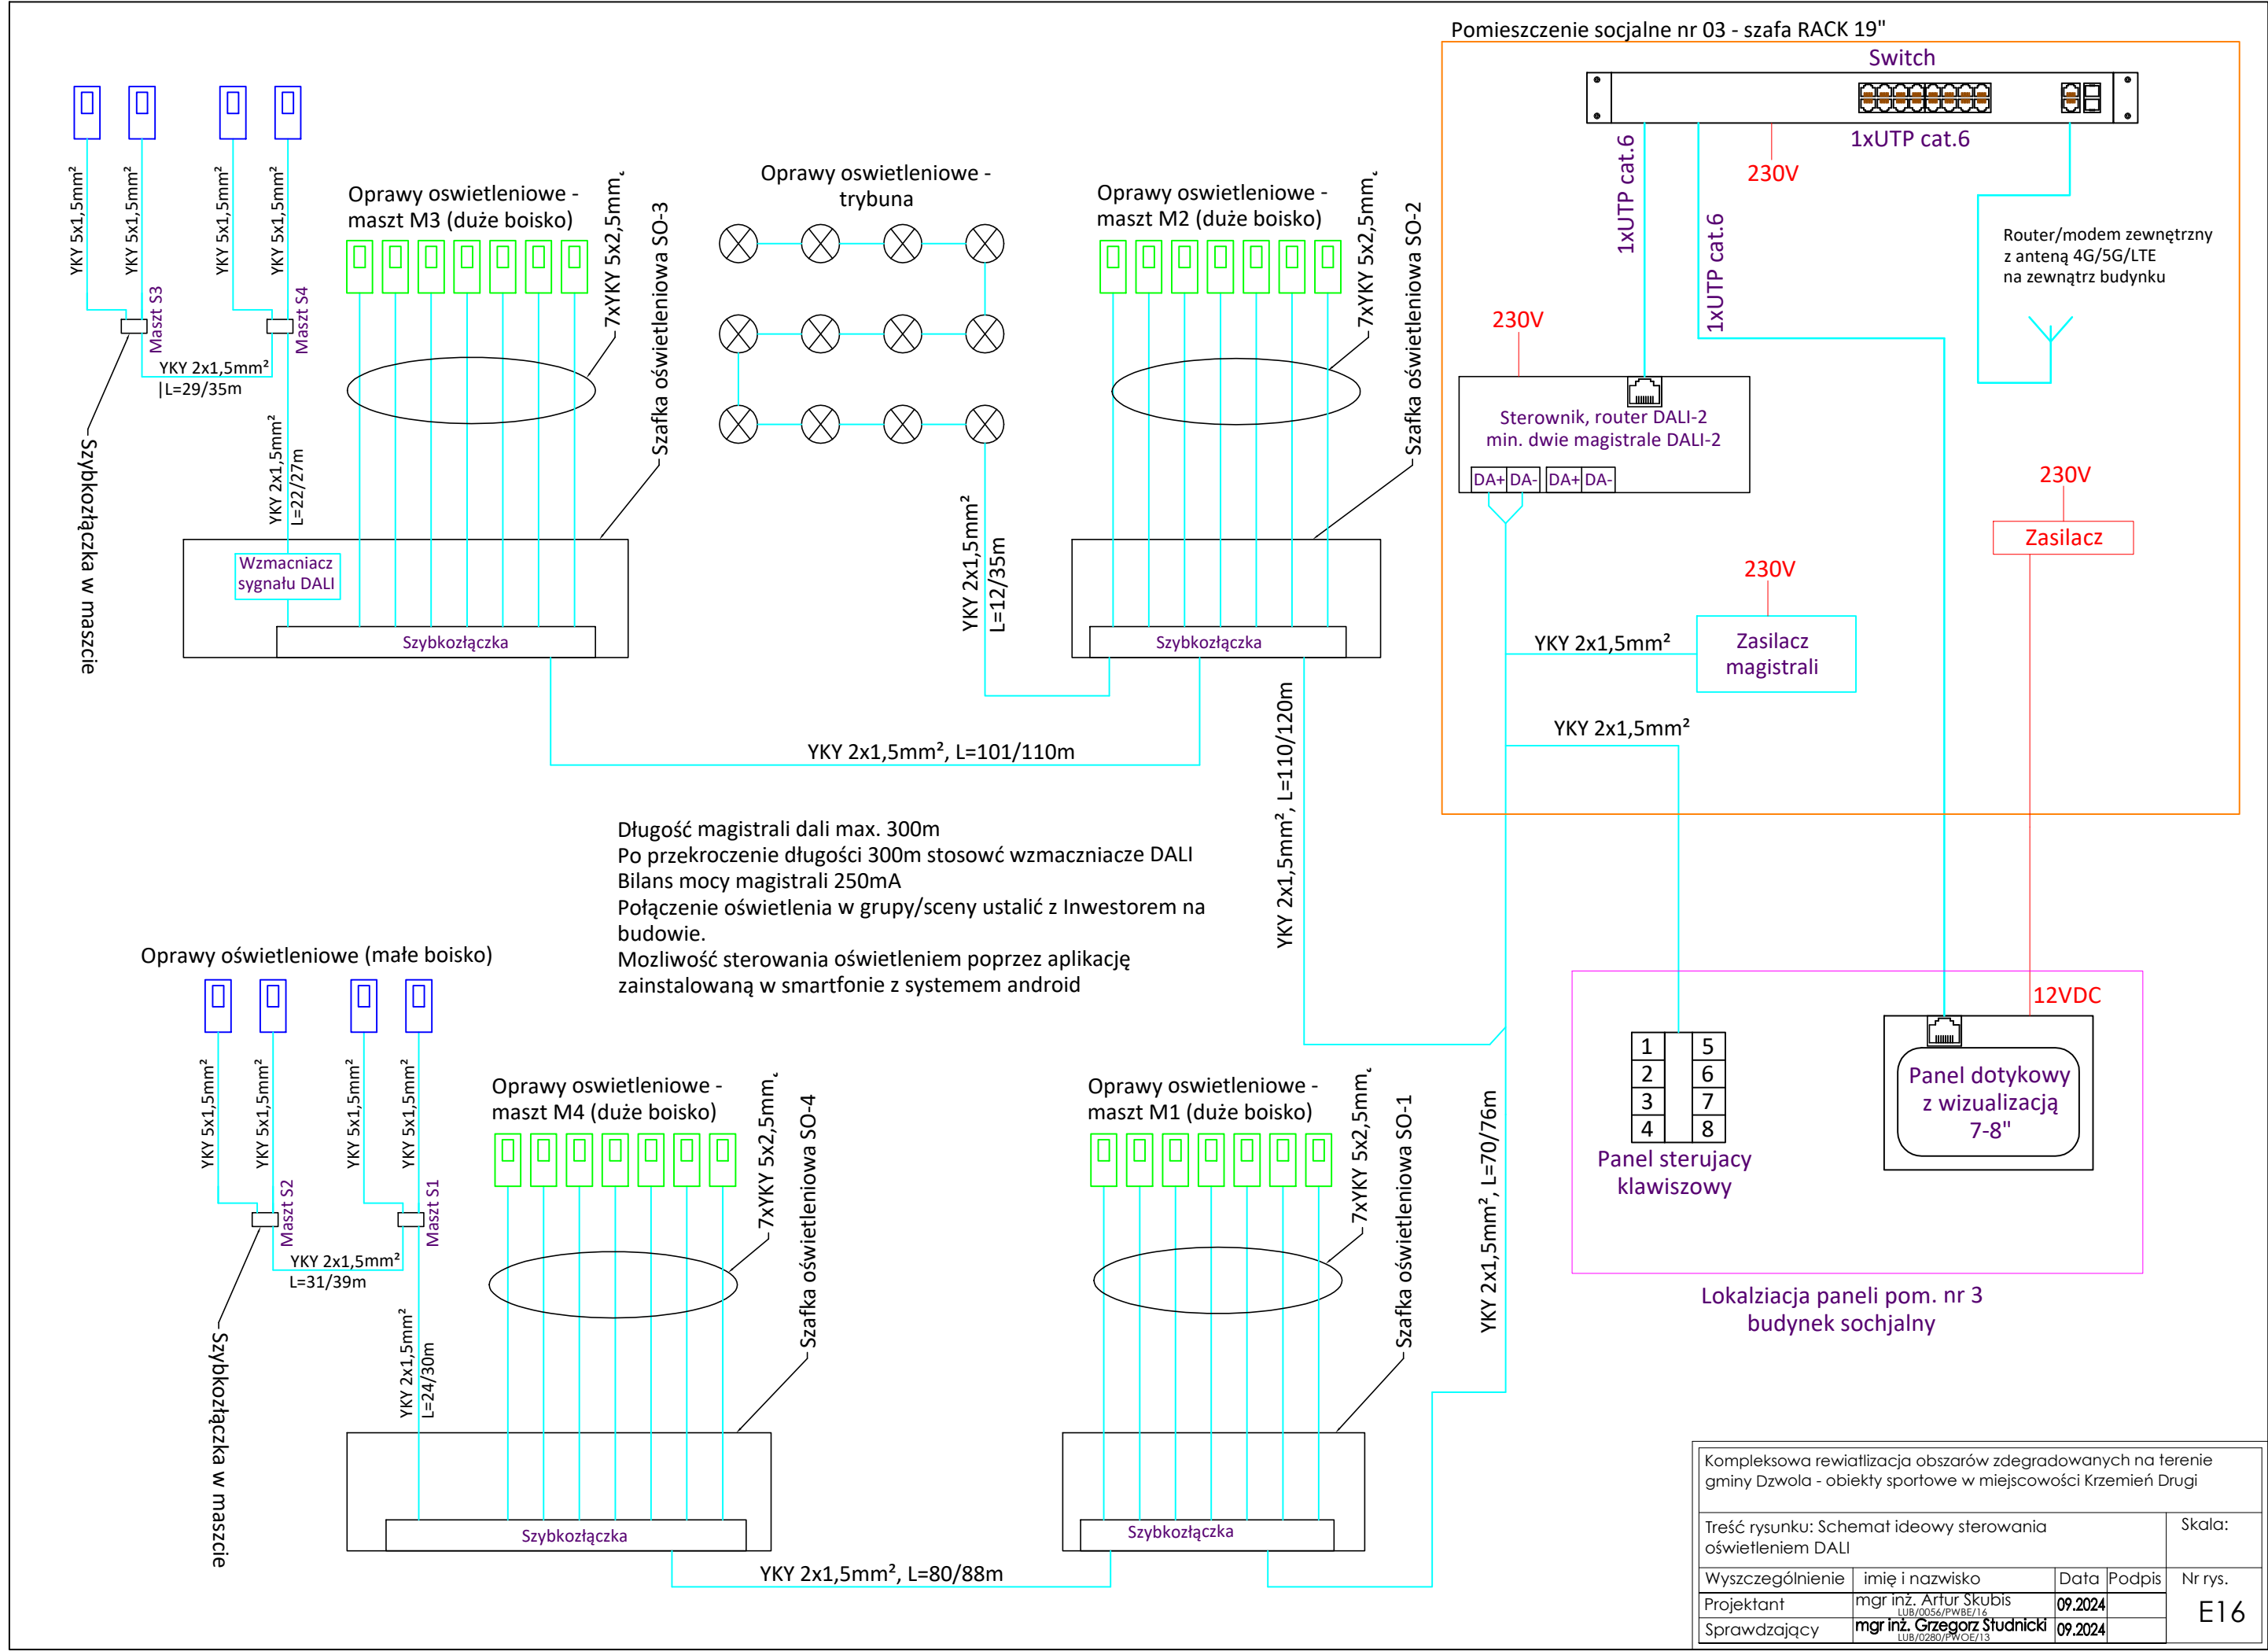 Pomieszczenie socjalne nr 03 - szafa RACK 19"
Switch
1xUTP cat.6
1xUTP cat.6
1xUTP cat.6
230V
Router/modem zewnętrzny
z anteną 4G/5G/LTE
na zewnątrz budynku
230V
Sterownik, router DALI-2
min. dwie magistrale DALI-2
DA+ DA- DA+ DA-
230V
Zasilacz
230V
Zasilacz
magistrali
YKY 2x1,5mm²
YKY 2x1,5mm²
YKY 5x1,5mm²
YKY 5x1,5mm²
YKY 5x1,5mm²
YKY 5x1,5mm²
Maszt S3
Maszt S4
YKY 2x1,5mm²
L=29/35m
YKY 2x1,5mm²
L=22/27m
Szybkozłączka w maszcie
Oprawy oswietleniowe -
maszt M3 (duże boisko)
7xYKY 5x2,5mm
Szafka oświetleniowa SO-3
Wzmacniacz
sygnału DALI
Szybkozłączka
Oprawy oswietleniowe -
trybuna
YKY 2x1,5mm²
L=12/35m
Oprawy oswietleniowe -
maszt M2 (duże boisko)
7xYKY 5x2,5mm
Szafka oświetleniowa SO-2
Szybkozłączka
YKY 2x1,5mm², L=101/110m
YKY 2x1,5mm², L=110/120m
Długość magistrali dali max. 300m
Po przekroczenie długości 300m stosowć wzmaczniacze DALI
Bilans mocy magistrali 250mA
Połączenie oświetlenia w grupy/sceny ustalić z Inwestorem na
budowie.
Mozliwość sterowania oświetleniem poprzez aplikację
zainstalowaną w smartfonie z systemem android
Oprawy oświetleniowe (małe boisko)
YKY 5x1,5mm²
YKY 5x1,5mm²
YKY 5x1,5mm²
YKY 5x1,5mm²
Maszt S2
Maszt S1
YKY 2x1,5mm²
L=31/39m
YKY 2x1,5mm²
L=24/30m
Szybkozłączka w maszcie
Oprawy oswietleniowe -
maszt M4 (duże boisko)
7xYKY 5x2,5mm
Szafka oświetleniowa SO-4
Szybkozłączka
Oprawy oswietleniowe -
maszt M1 (duże boisko)
7xYKY 5x2,5mm
Szafka oświetleniowa SO-1
Szybkozłączka
YKY 2x1,5mm², L=80/88m
YKY 2x1,5mm², L=70/76m
12VDC
1 5
2 6
3 7
4 8
Panel sterujacy
klawiszowy
Panel dotykowy
z wizualizacją
7-8"
Lokalziacja paneli pom. nr 3
budynek sochjalny
Kompleksowa rewiatlizacja obszarów zdegradowanych na terenie
gminy Dzwola - obiekty sportowe w miejscowości Krzemień Drugi
Treść rysunku: Schemat ideowy sterowania
oświetleniem DALI
Skala:
Wyszczególnienie imię i nazwisko Data Podpis Nr rys.
Projektant mgr inż. Artur Skubis 09.2024
LUB/0056/PWBE/16
E16
Sprawdzający mgr inż. Grzegorz Studnicki 09.2024
LUB/0280/PWOE/13